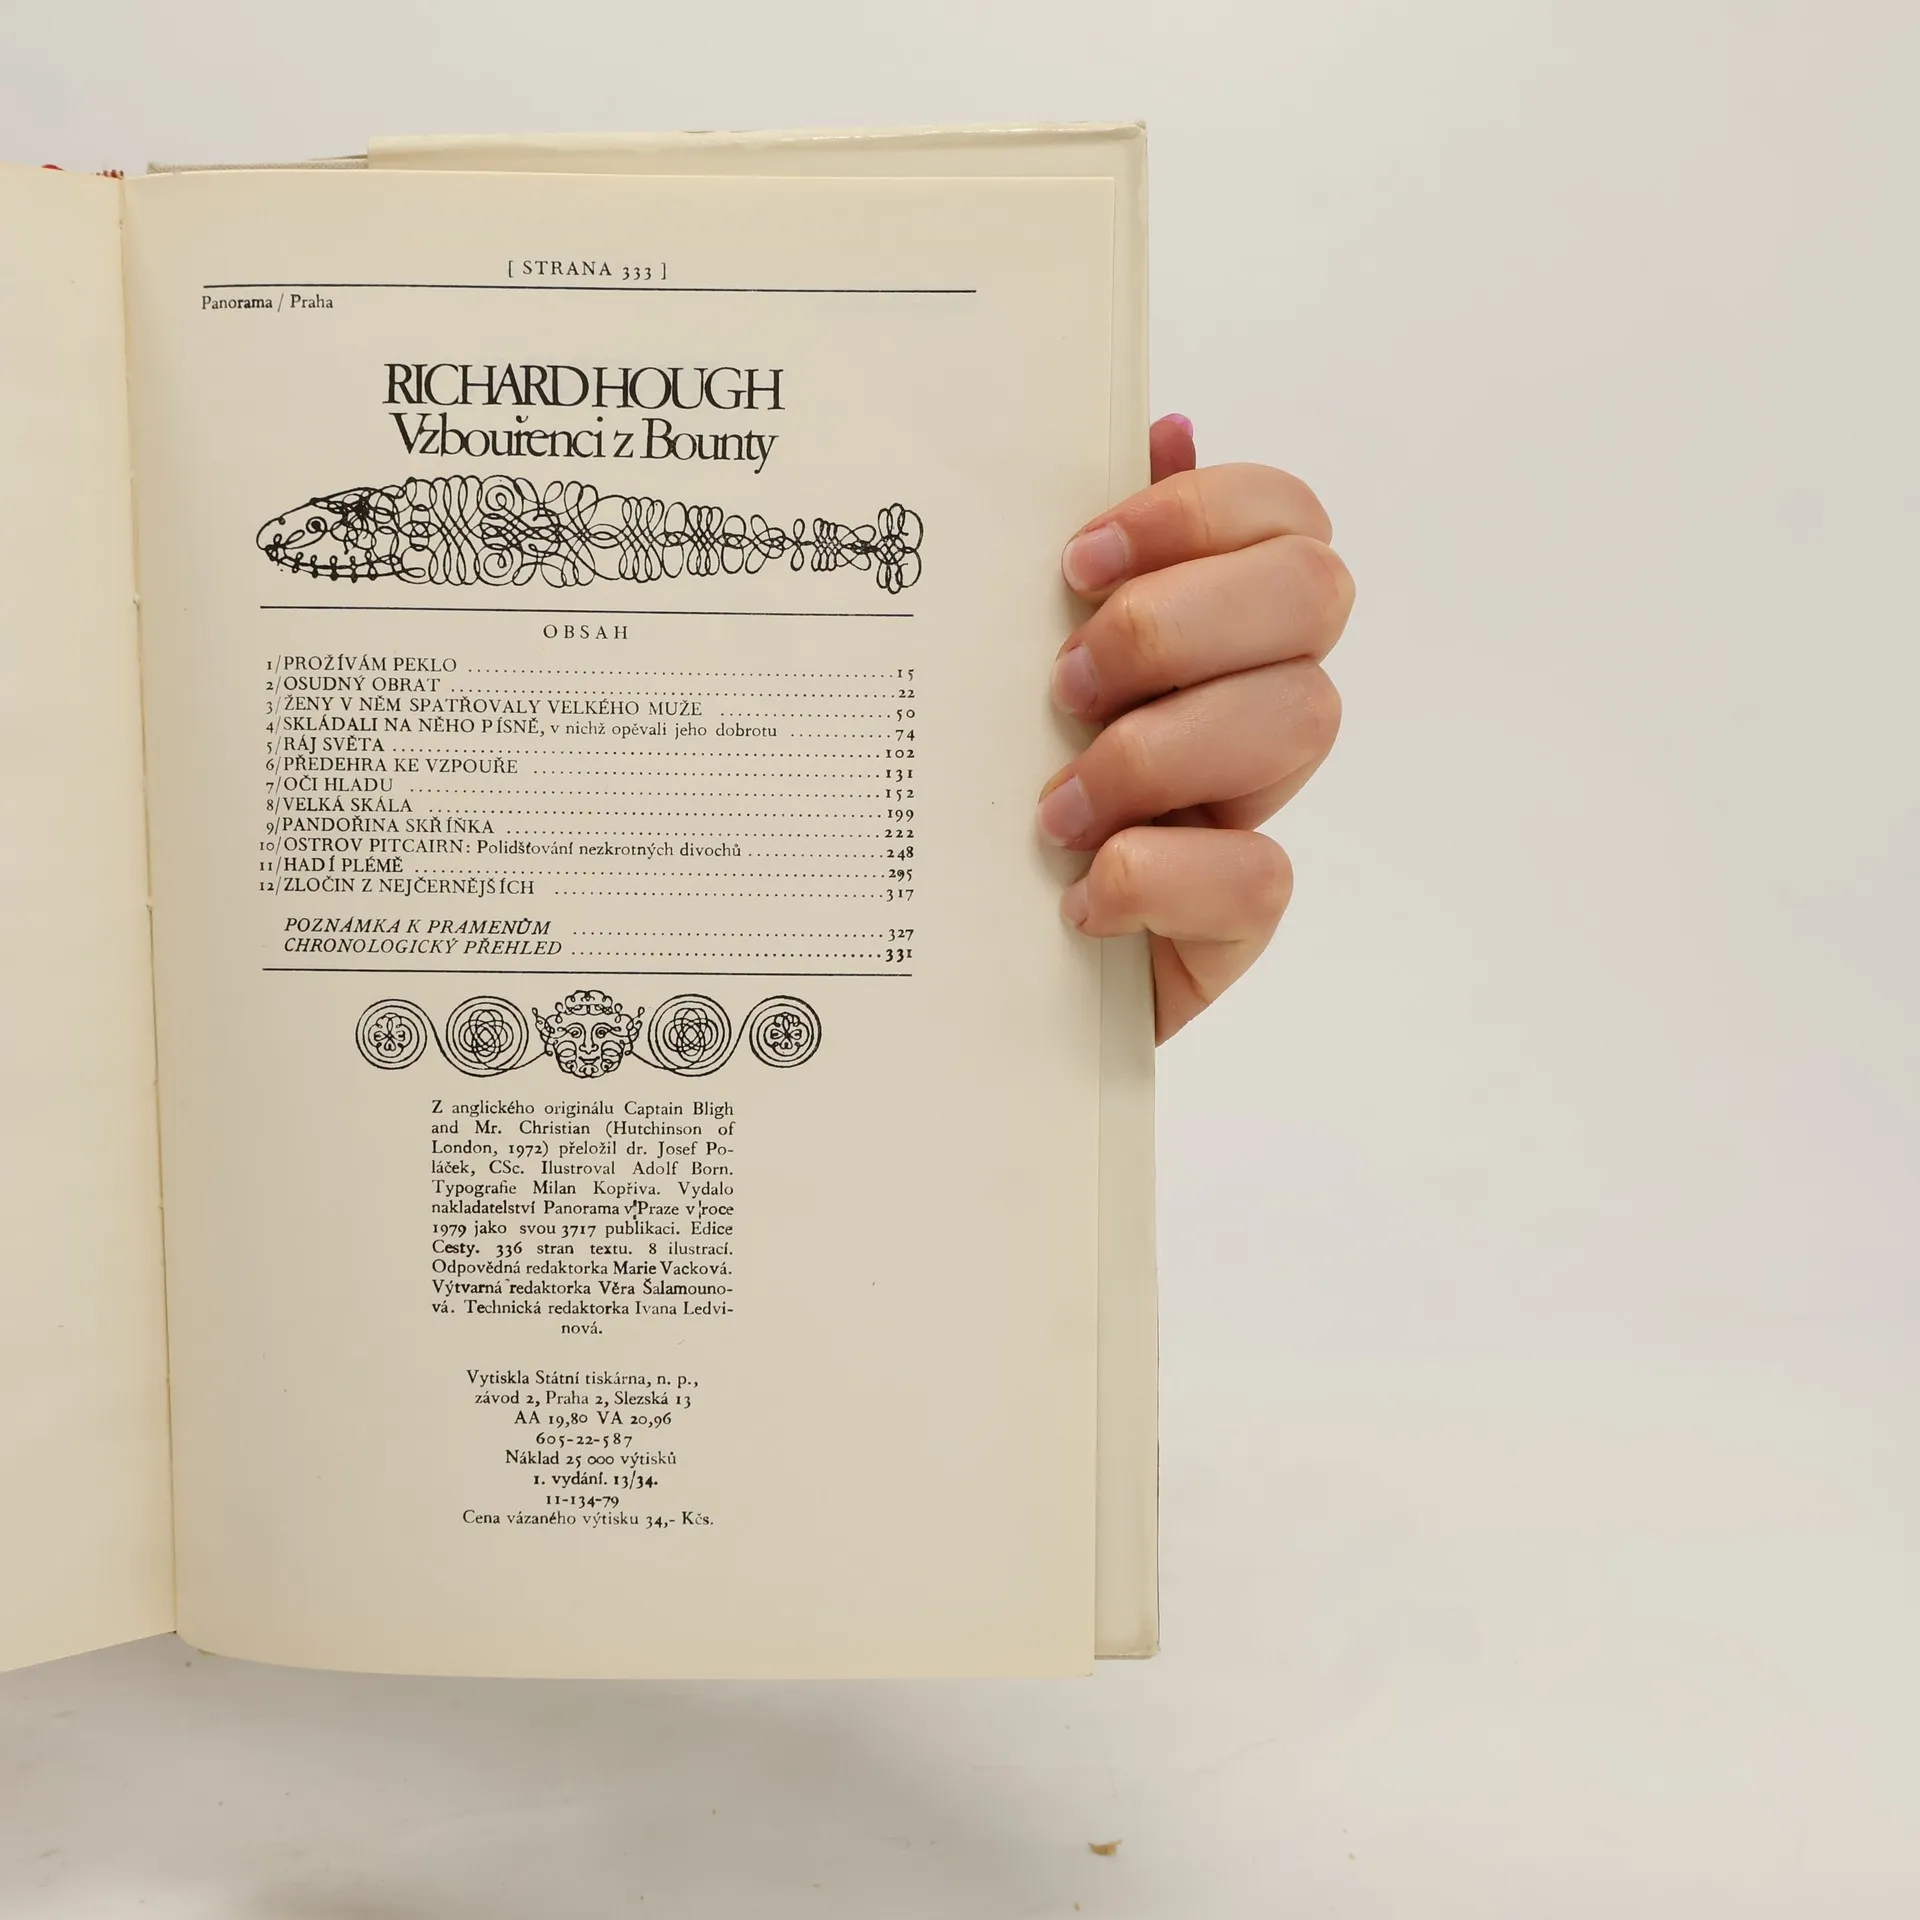 [ STRANA 333 ]
Panorama / Praha
RICHARD HOUGH
Vzbouřenci z Bounty
OBSAH
1/PROŽÍVÁM PEKLO ........................................ 15
2/OSUDNÝ OBRAT ........................................ 22
3/ŽENY V NĚM SPATŘOVALY VELKÉHO MUŽE .................... 50
4/SKLÁDALI NA NĚHO PÍSNĚ, v nichž opěvali jeho dobrotu .............. 74
5/RÁJ SVĚTA ........................................ 102
6/PŘEDEHRA KE VZPOUŘE ........................................ 131
7/OČI HLADU ........................................ 152
8/VELKÁ SKÁLA ........................................ 199
9/PANDOŘINA SKŘÍŇKA ........................................ 222
10/OSTROV PITCAIRN: Polidšťování nezkrotných divochů ................ 248
11/HADÍ PLÉMĚ ........................................ 295
12/ZLOČIN Z NEJČERNĚJŠÍCH ........................................ 317
POZNÁMKA K PRAMENŮM ........................................ 327
CHRONOLOGICKÝ PŘEHLED ........................................ 331
Z anglického originálu Captain Bligh
and Mr. Christian (Hutchinson of
London, 1972) přeložil dr. Josef Po-
láček, CSc. Ilustroval Adolf Born.
Typografie Milan Kopřiva. Vydalo
nakladatelství Panorama v Praze v roce
1979 jako svou 3717 publikaci. Edice
Cesty. 336 stran textu. 8 ilustrací.
Odpovědná redaktorka Marie Vacková.
Výtvarná redaktorka Věra Šalamouno-
vá. Technická redaktorka Ivana Ledvi-
nová.
Vytiskla Státní tiskárna, n. p.,
závod 2, Praha 2, Slezská 13
AA 19,80 VA 20,96
605-22-587
Náklad 25 000 výtisků
1. vydání. 13/34.
11-134-79
Cena vázaného výtisku 34,- Kčs.